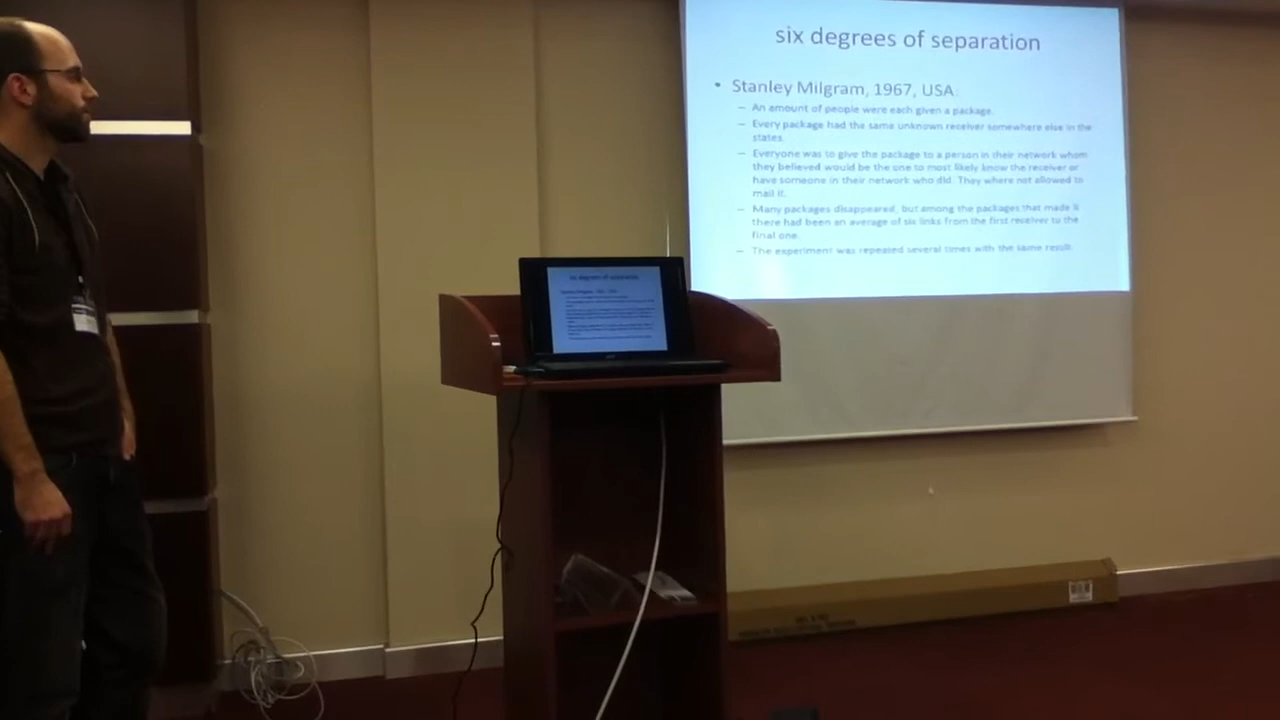 six degrees of separation
• Stanley Milgram, 1967, USA
– An amount of people were each given a package.
– Every package had the same unknown receiver somewhere else in the
states.
– Everyone was to give the package to a person in their network whom
they believed would be the one to most likely know the receiver or
have someone in their network who did. They where not allowed to
mail it.
– Many packages disappeared, but among the packages that made it
there had been an average of six links from the first receiver to the
final one.
– The experiment was repeated several times with the same result.
six degrees of separation